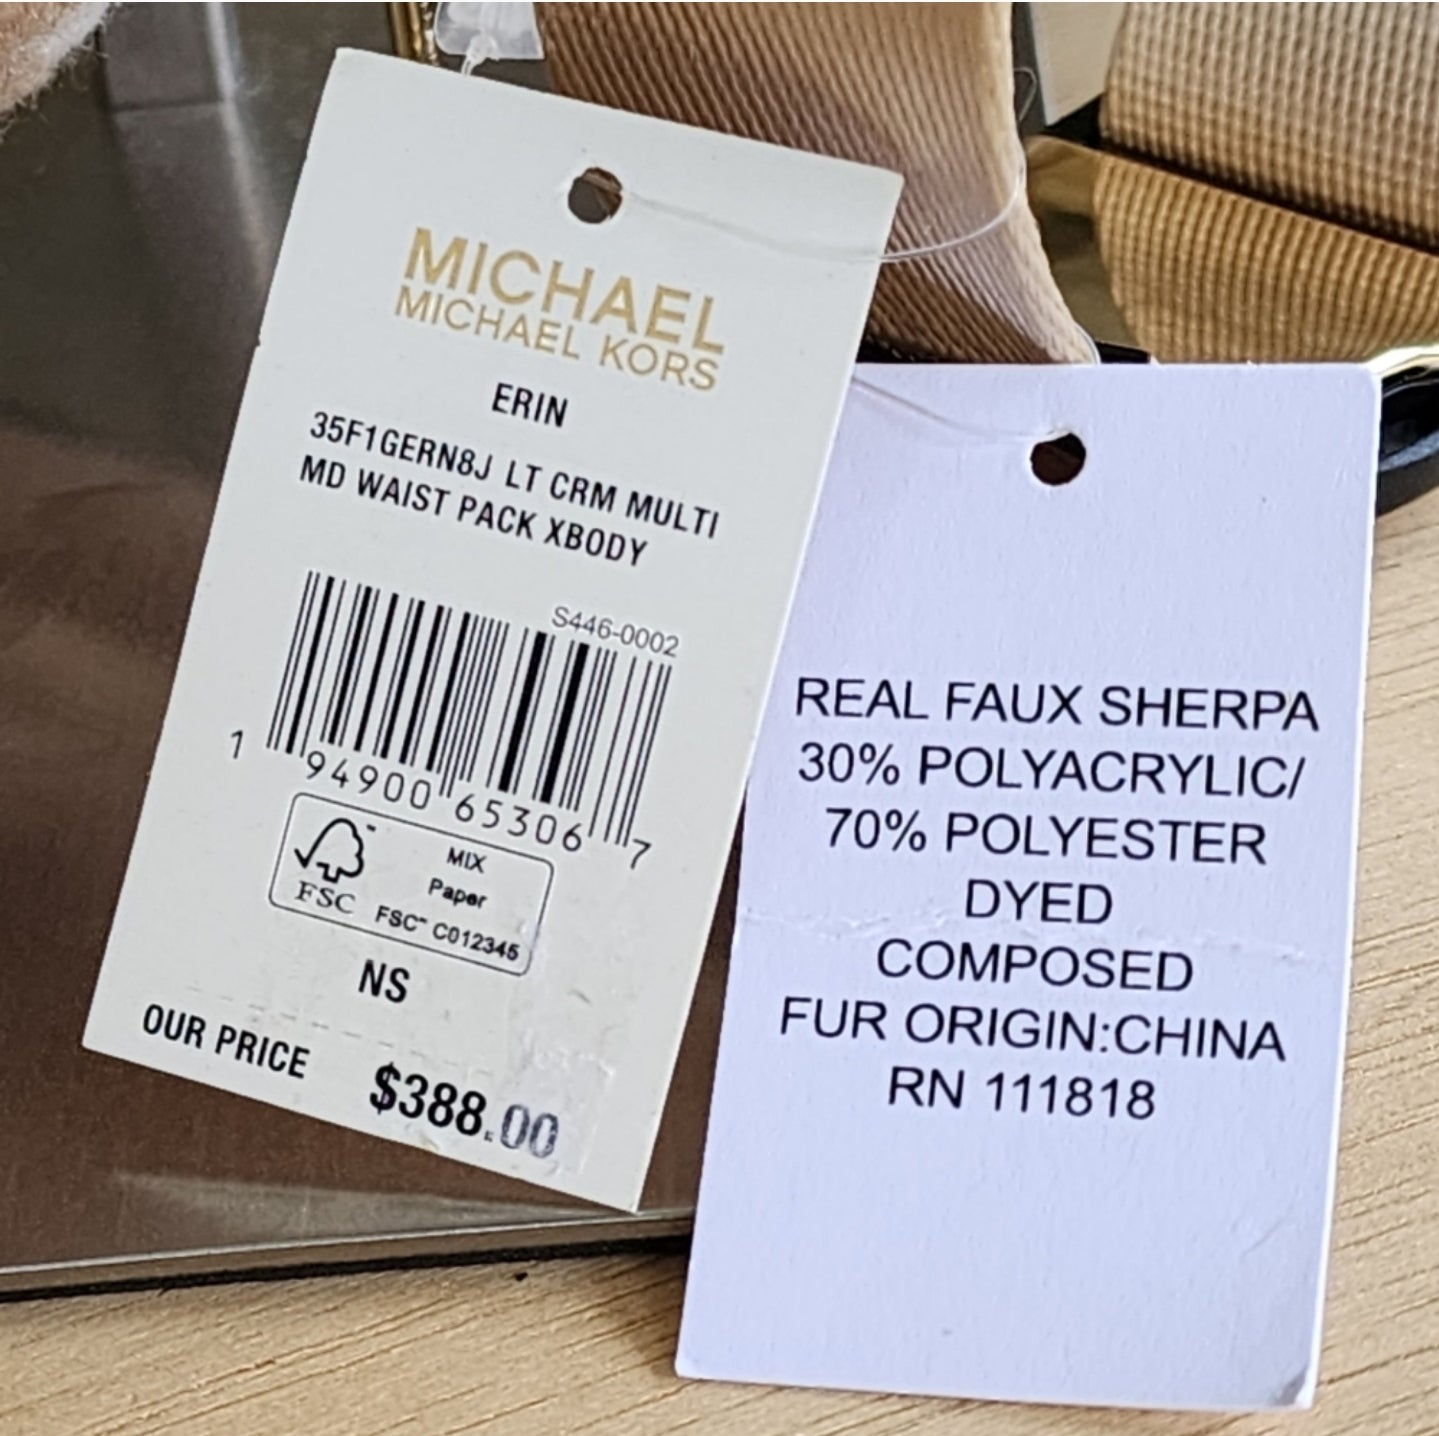 MICHAEL
MICHAEL KORS
ERIN
35F1GERN8J LT CRM MULTI
MD WAIST PACK XBODY
S446-0002
1 94900 65306 7
FSC
MIX
Paper
FSC™ C012345
NS
OUR PRICE $388.00
REAL FAUX SHERPA
30% POLYACRYLIC/
70% POLYESTER
DYED
COMPOSED
FUR ORIGIN:CHINA
RN 111818